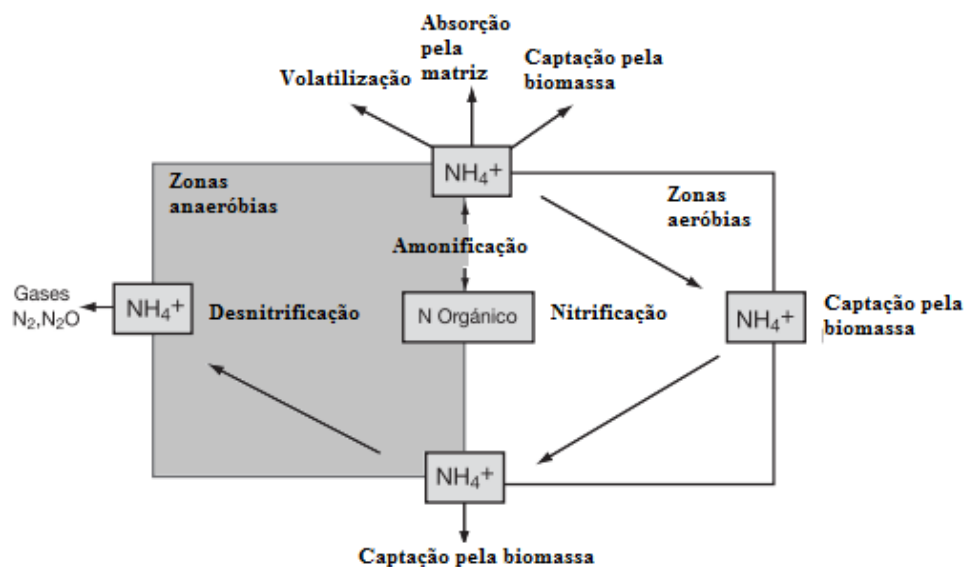 Absorção
pela
matriz
Captação pela
biomassa
Volatilização
NH₄⁺
Zonas
anaeróbias
Zonas
aeróbias
Amonificação
Gases
N₂,N₂O
NH₄⁺
Desnitrificação
N Orgánico
Nitrificação
NH₄⁺
Captação pela
biomassa
NH₄⁺
Captação pela biomassa